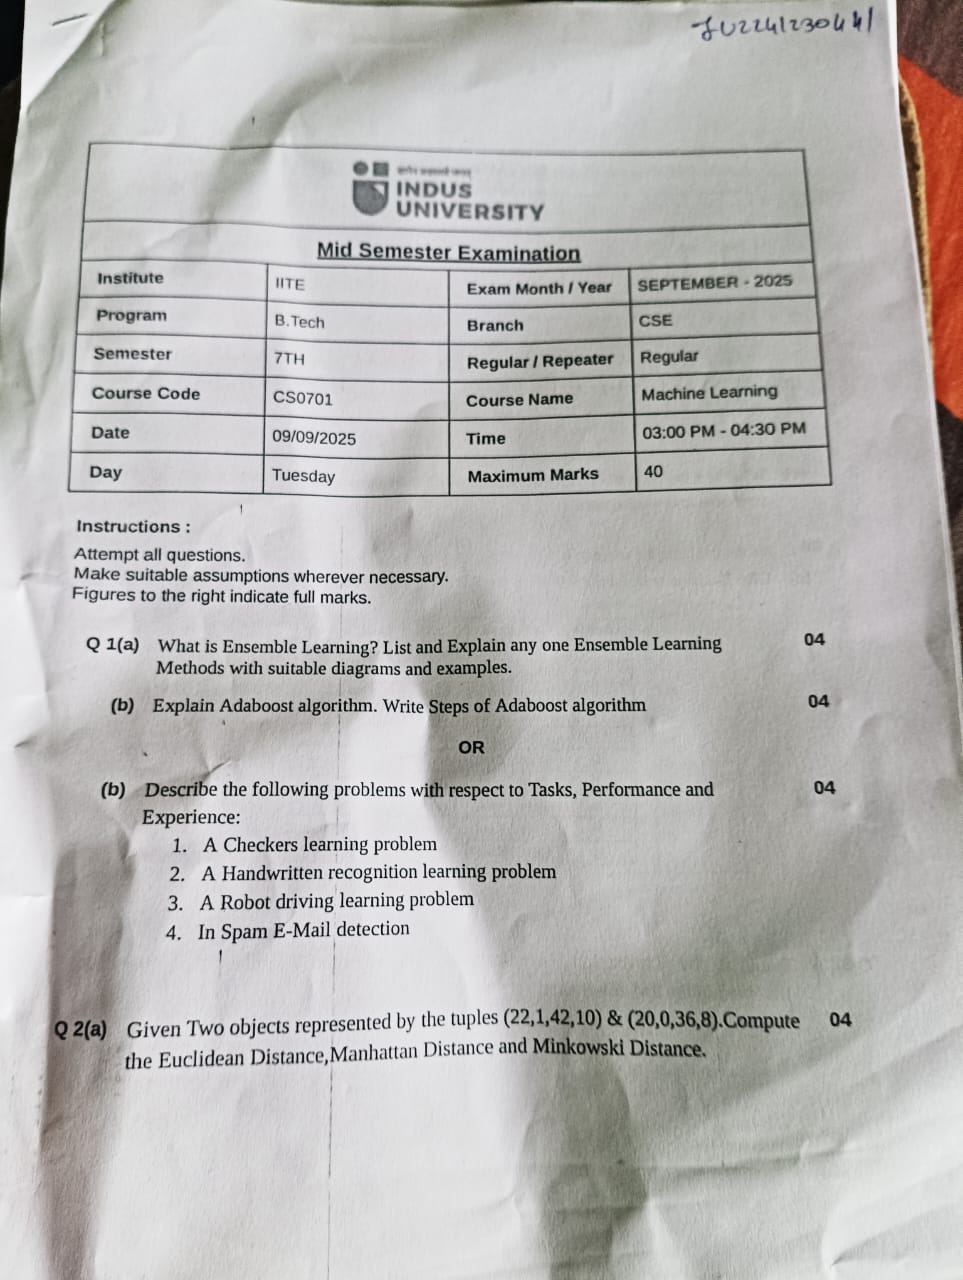 INDUS
UNIVERSITY
Mid Semester Examination
Institute IITE Exam Month / Year SEPTEMBER - 2025
Program B.Tech Branch CSE
Semester 7TH Regular / Repeater Regular
Course Code CS0701 Course Name Machine Learning
Date 09/09/2025 Time 03:00 PM - 04:30 PM
Day Tuesday Maximum Marks 40
Instructions :
Attempt all questions.
Make suitable assumptions wherever necessary.
Figures to the right indicate full marks.
Q 1(a) What is Ensemble Learning? List and Explain any one Ensemble Learning 04
Methods with suitable diagrams and examples.
(b) Explain Adaboost algorithm. Write Steps of Adaboost algorithm 04
OR
(b) Describe the following problems with respect to Tasks, Performance and 04
Experience:
1. A Checkers learning problem
2. A Handwritten recognition learning problem
3. A Robot driving learning problem
4. In Spam E-Mail detection
Q 2(a) Given Two objects represented by the tuples (22,1,42,10) & (20,0,36,8).Compute 04
the Euclidean Distance,Manhattan Distance and Minkowski Distance.